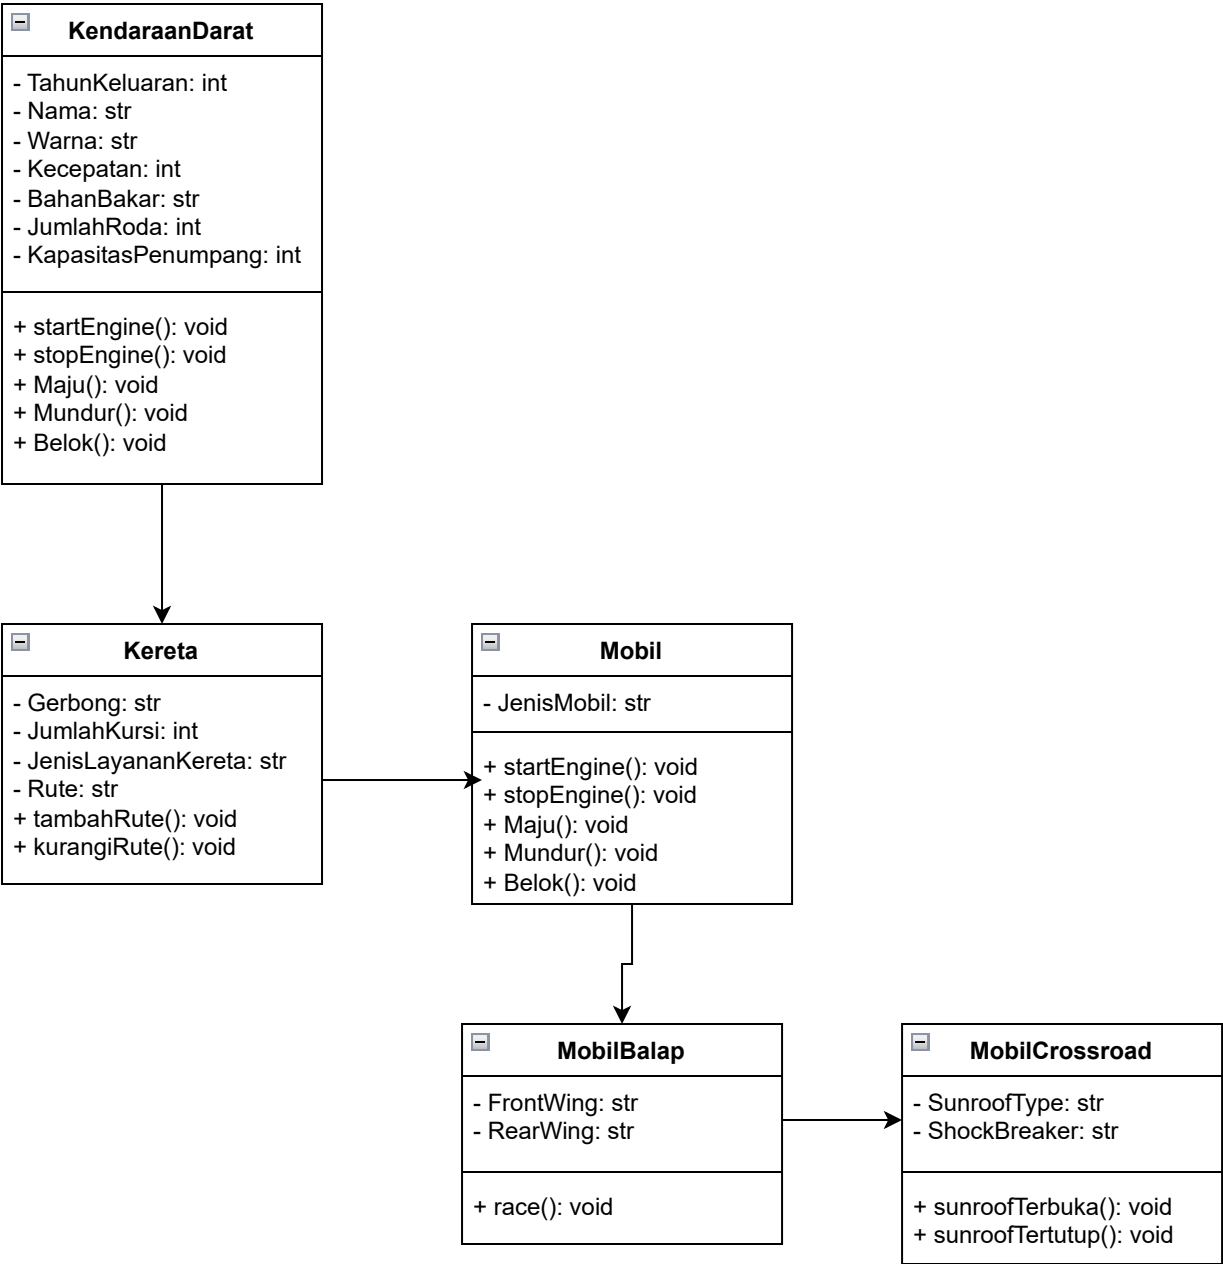 KendaraanDarat
- TahunKeluaran: int
- Nama: str
- Warna: str
- Kecepatan: int
- BahanBakar: str
- JumlahRoda: int
- KapasitasPenumpang: int
+ startEngine(): void
+ stopEngine(): void
+ Maju(): void
+ Mundur(): void
+ Belok(): void
Kereta
- Gerbong: str
- JumlahKursi: int
- JenisLayananKereta: str
- Rute: str
+ tambahRute(): void
+ kurangiRute(): void
Mobil
- JenisMobil: str
+ startEngine(): void
+ stopEngine(): void
+ Maju(): void
+ Mundur(): void
+ Belok(): void
MobilBalap
- FrontWing: str
- RearWing: str
+ race(): void
MobilCrossroad
- SunroofType: str
- ShockBreaker: str
+ sunroofTerbuka(): void
+ sunroofTertutup(): void